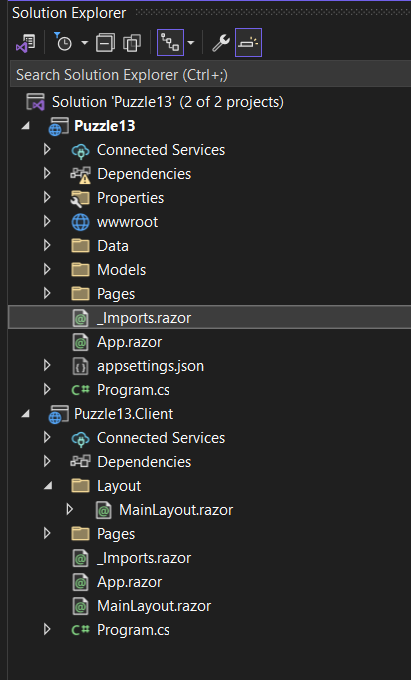 Solution Explorer
Search Solution Explorer (Ctrl+;)
Solution 'Puzzle13' (2 of 2 projects)
Puzzle13
Connected Services
Dependencies
Properties
wwwroot
Data
Models
Pages
_Imports.razor
App.razor
appsettings.json
C# Program.cs
Puzzle13.Client
Connected Services
Dependencies
Layout
MainLayout.razor
Pages
_Imports.razor
App.razor
MainLayout.razor
C# Program.cs